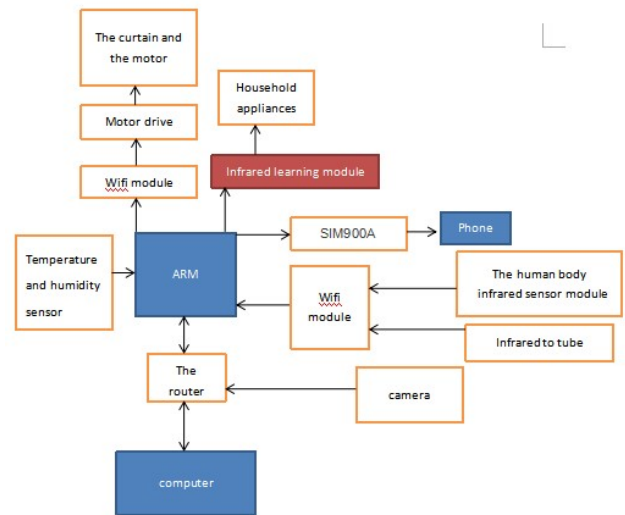 The curtain and
the motor
Household
appliances
Motor drive
Wifi module
Infrared learning module
SIM900A
Phone
Temperature
and humidity
sensor
ARM
Wifi
module
The human body
infrared sensor module
Infrared to tube
The
router
camera
computer